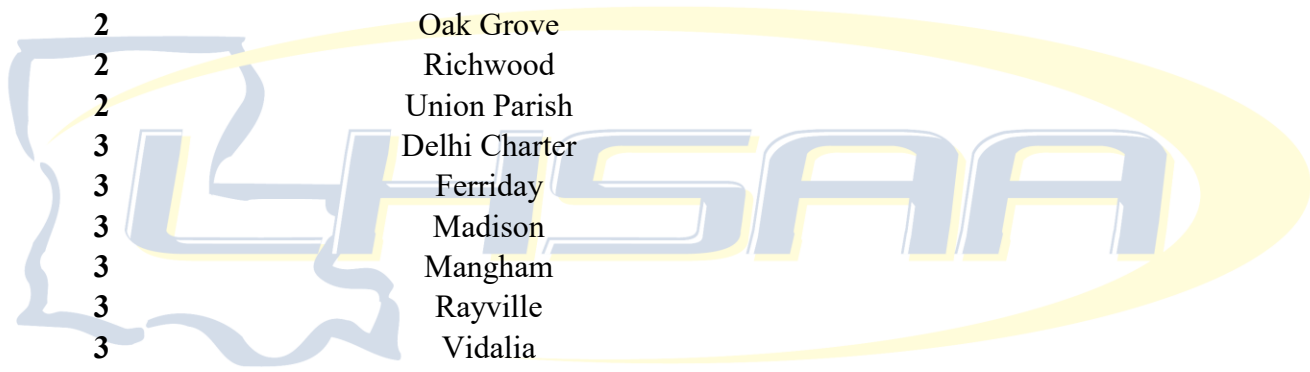 2 Oak Grove
2 Richwood
2 Union Parish
3 Delhi Charter
3 Ferriday
3 Madison
3 Mangham
3 Rayville
3 Vidalia
LHSAA